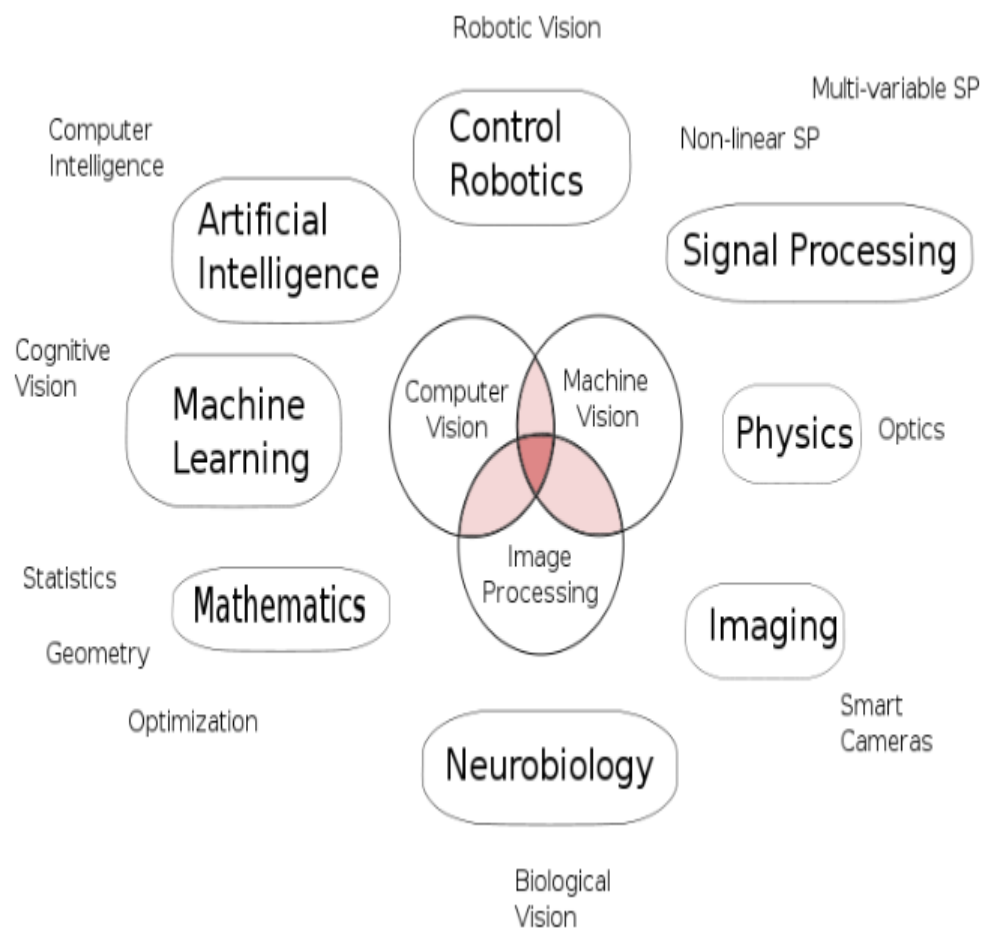 Robotic Vision
Multi-variable SP
Control
Robotics
Non-linear SP
Computer
Intelligence
Artificial
Intelligence
Signal Processing
Cognitive
Vision
Machine
Learning
Computer
Vision
Machine
Vision
Physics
Optics
Image
Processing
Statistics
Mathematics
Geometry
Optimization
Imaging
Smart
Cameras
Neurobiology
Biological
Vision